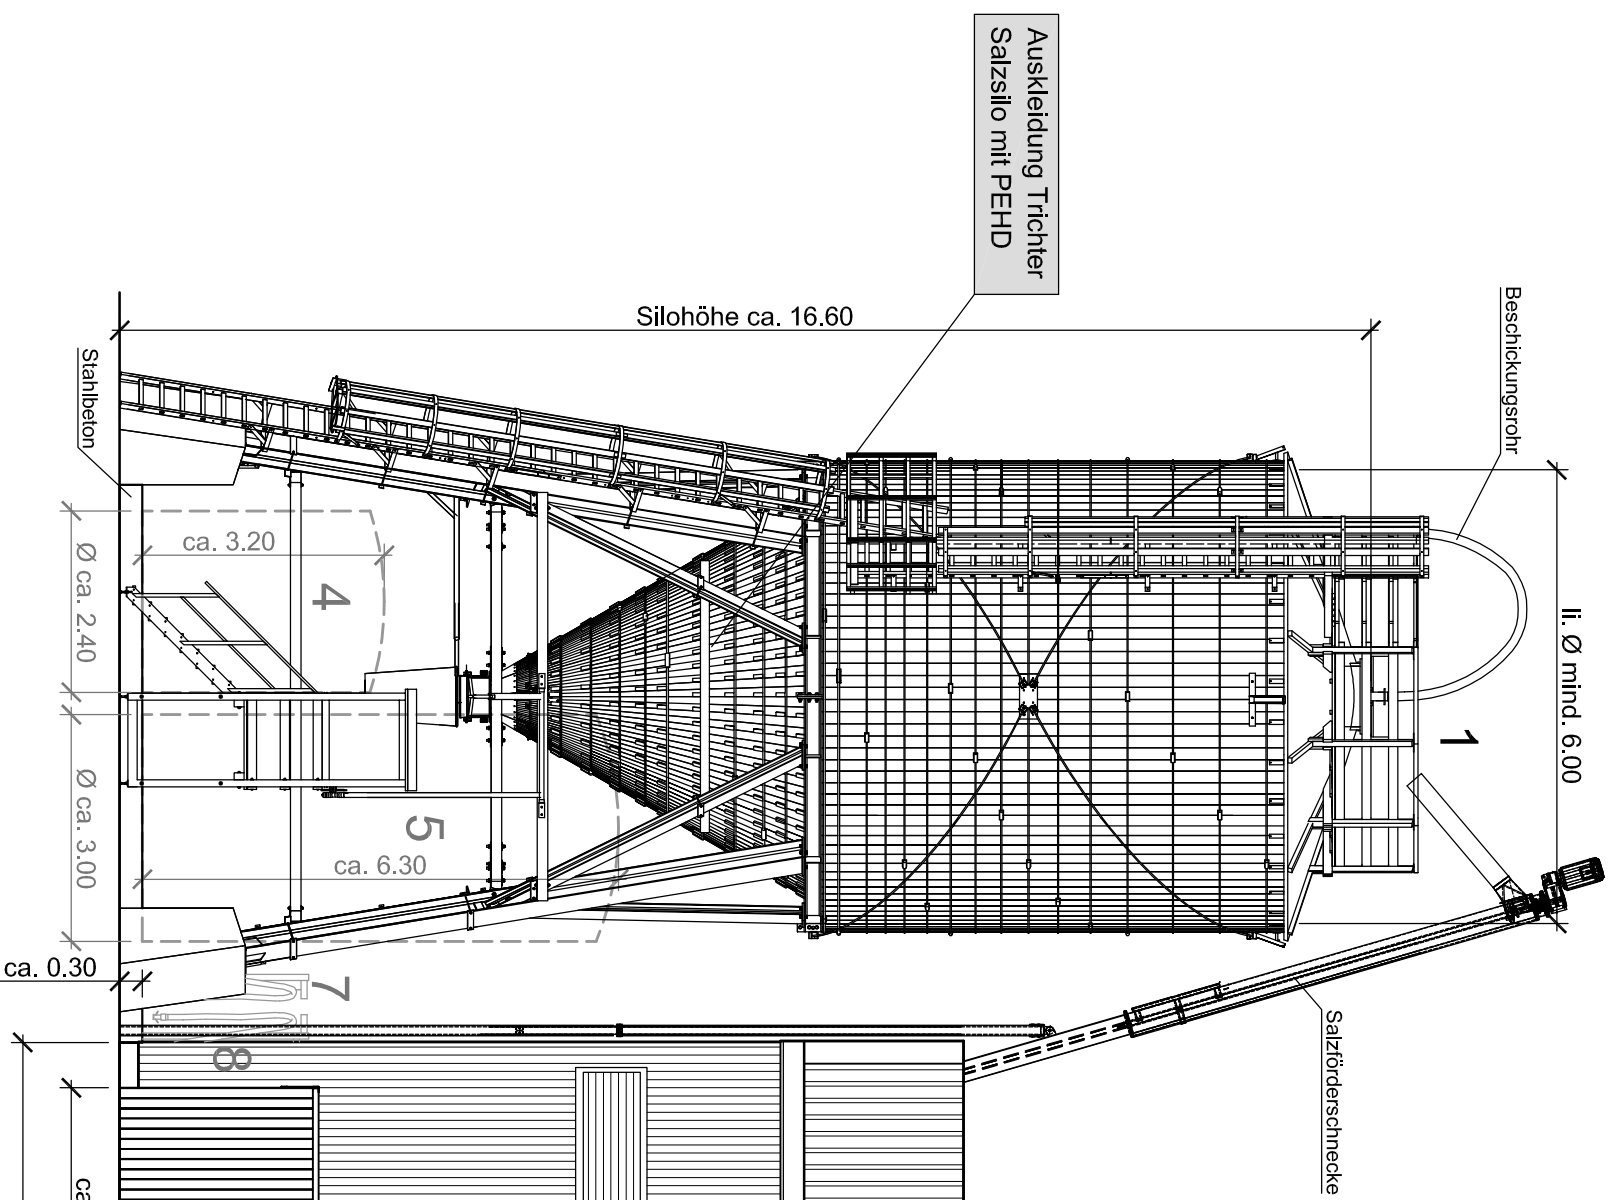 Auskleidung Trichter
Salzsilo mit PEHD
Beschickungsrohr
Silohöhe ca. 16.60
li. Ø mind. 6.00
1
Stahlbeton
ca. 3.20
4
Ø ca. 2.40
5
ca. 6.30
Ø ca. 3.00
ca. 0.30
7
8
Salzförderschnecke
ca